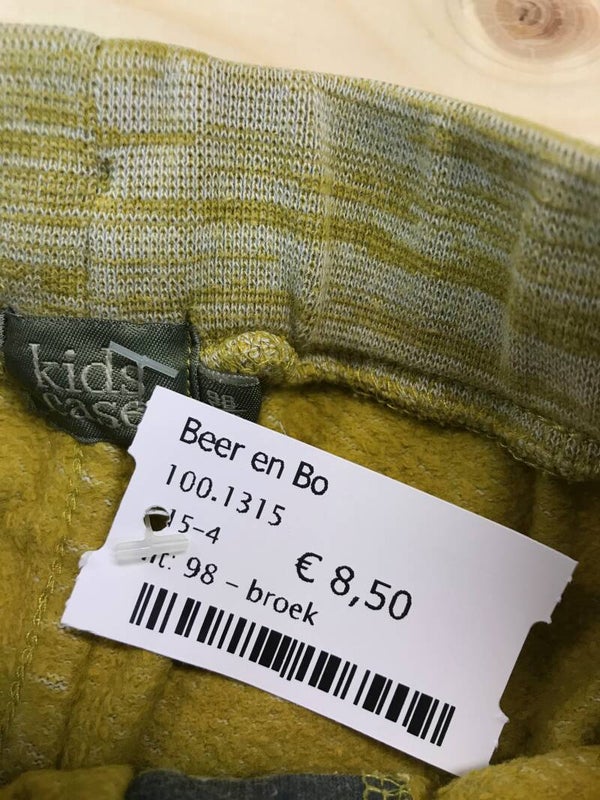 kids
case
98
Beer en Bo
100.1315
15-4
€ 8,50
98 – broek